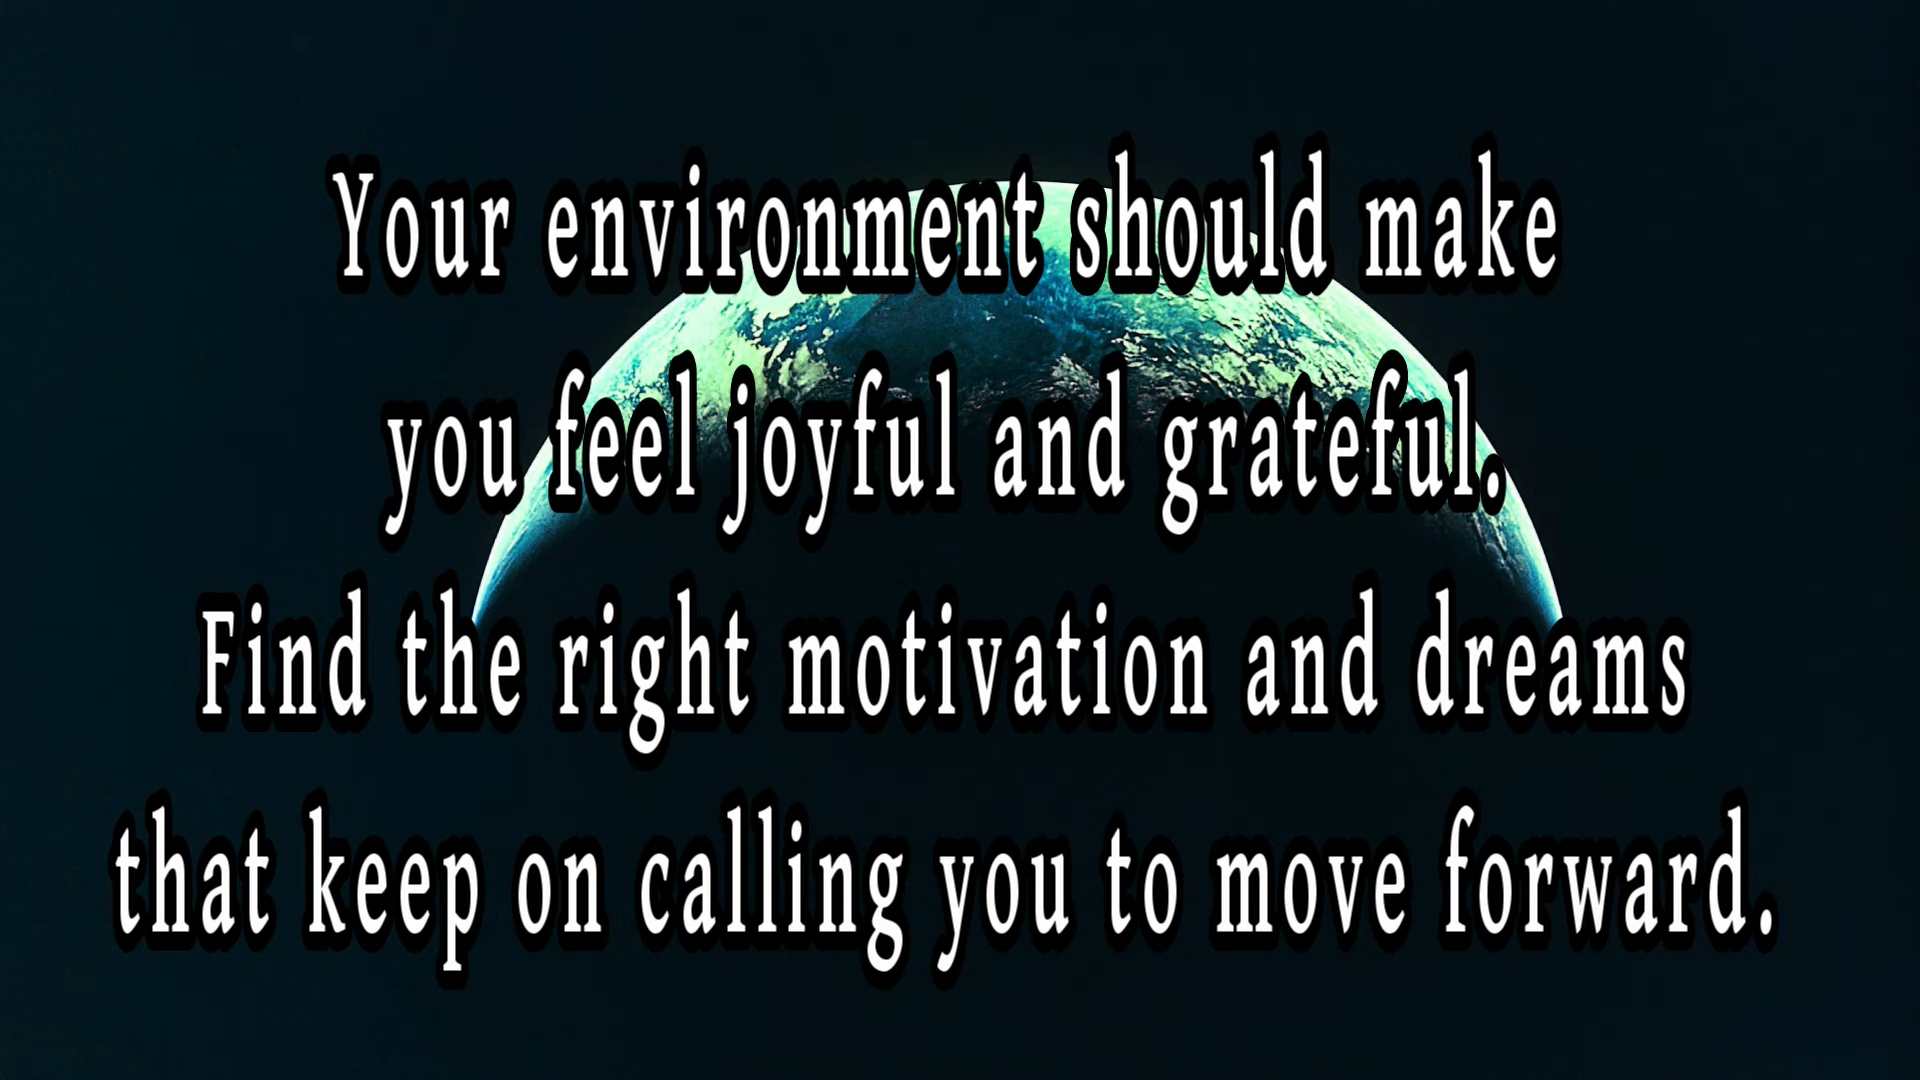 Your environment should make
you feel joyful and grateful.
Find the right motivation and dreams
that keep on calling you to move forward.